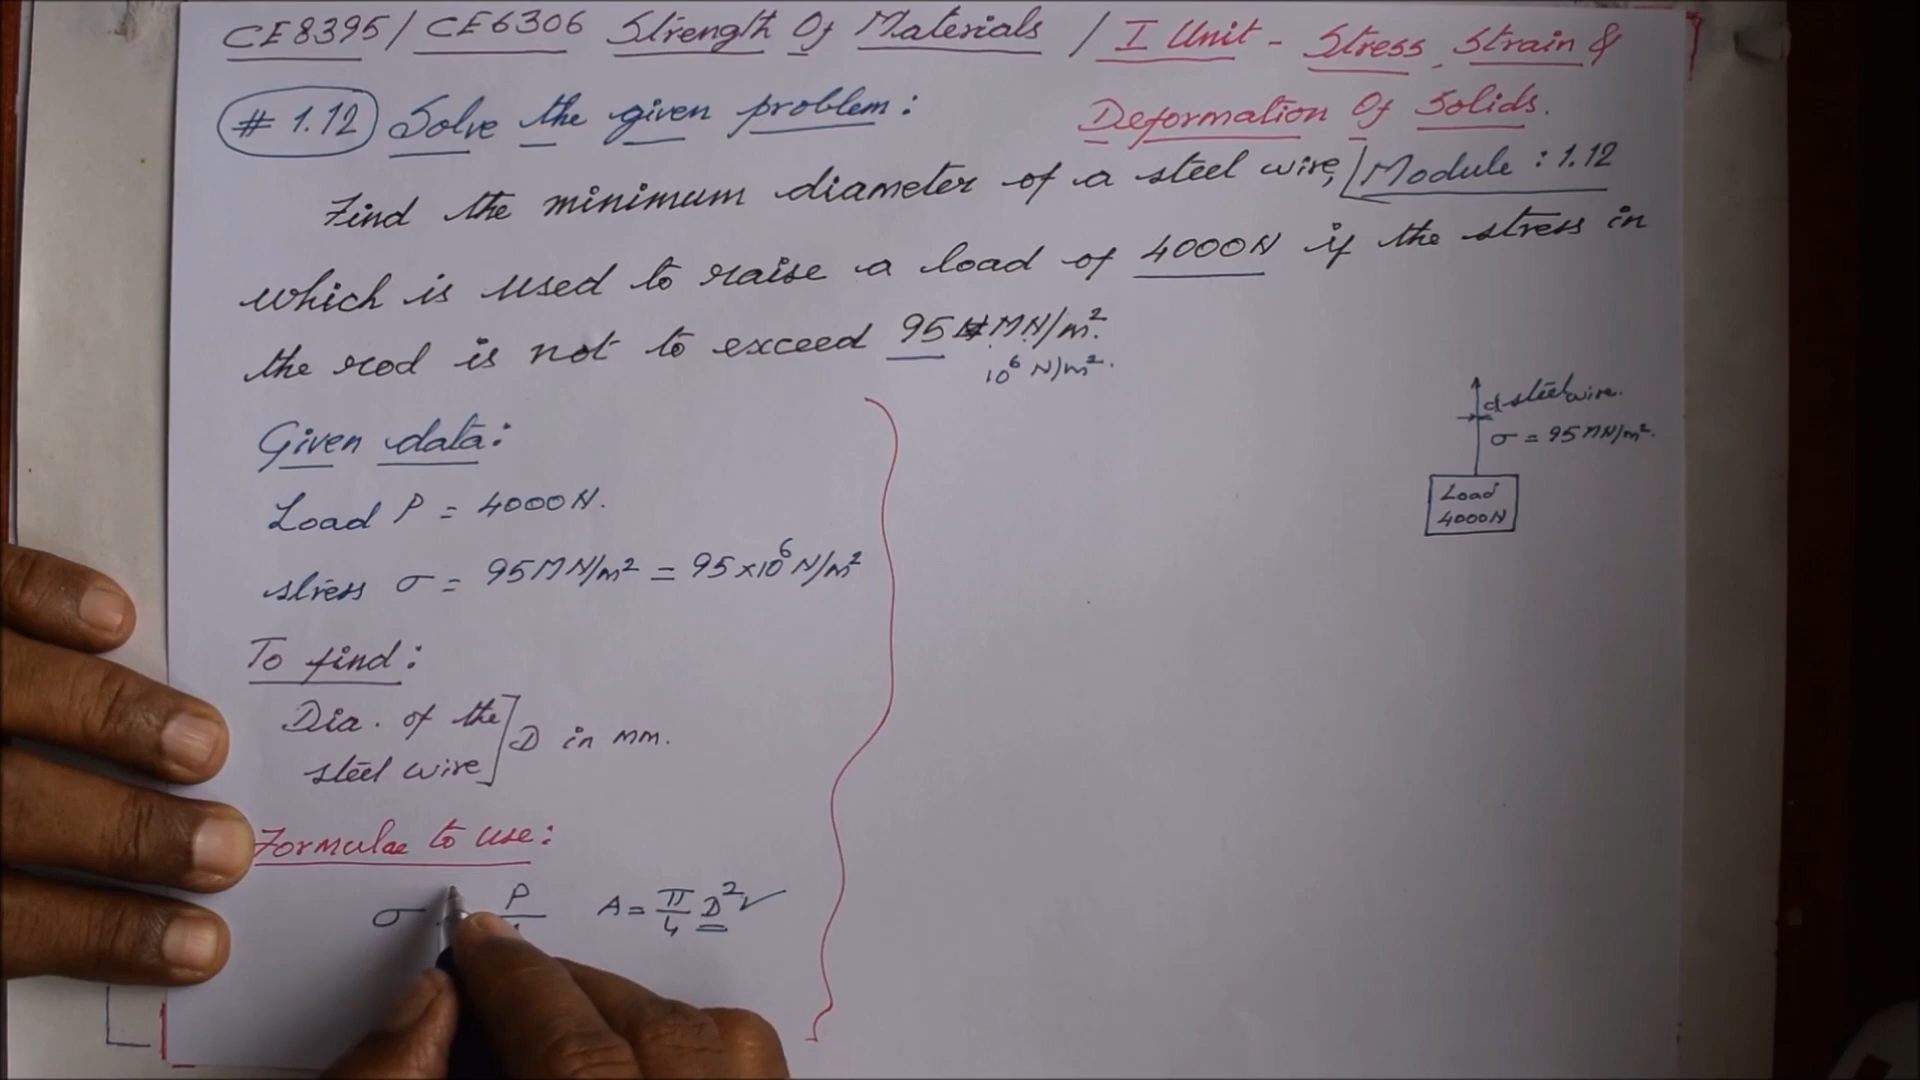 CE8395/CE6306 Strength Of Materials / I Unit - Stress, Strain &
Deformation Of Solids.
# 1.12 Solve the given problem:
Module : 1.12
Find the minimum diameter of a steel wire,
which is used to raise a load of 4000N if the stress in
the rod is not to exceed 95 MN/m².
10⁶ N/m².
Given data:
Load P = 4000N.
stress σ = 95MN/m² = 95×10⁶ N/m²
To find:
Dia. of the
steel wire] D in mm.
Formulae to use:
σ P A = π/4 D² ✓
d-steel wire.
σ = 95MN/m².
Load
4000N